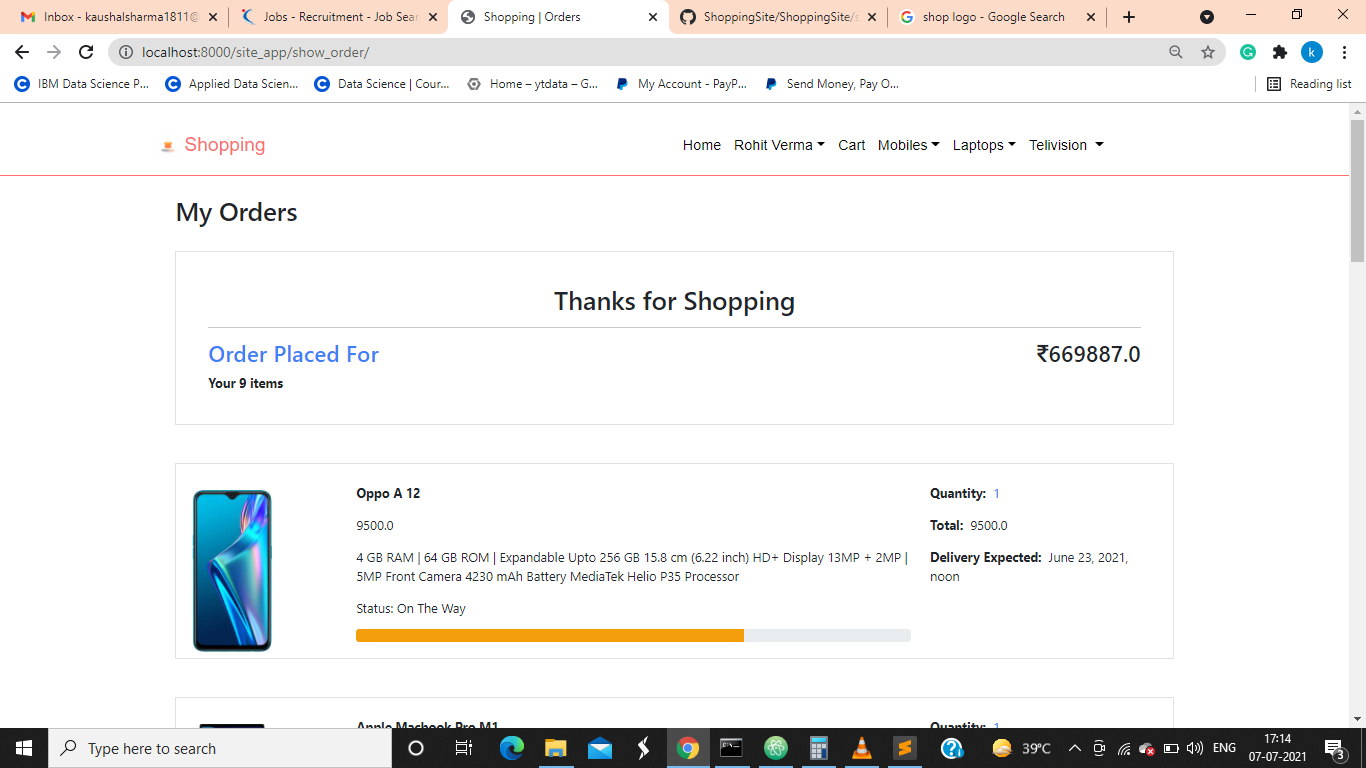 Inbox - kaushalsharma1811@
Jobs - Recruitment - Job Sear
Shopping | Orders
ShoppingSite/ShoppingSite/s
shop logo - Google Search
localhost:8000/site_app/show_order/
k
IBM Data Science P...
Applied Data Scien...
Data Science | Cour...
Home – ytdata – G...
My Account - PayP...
Send Money, Pay O...
Reading list
Shopping
Home
Rohit Verma
Cart
Mobiles
Laptops
Telivision
My Orders
Thanks for Shopping
Order Placed For
₹669887.0
Your 9 items
Oppo A 12
9500.0
4 GB RAM | 64 GB ROM | Expandable Upto 256 GB 15.8 cm (6.22 inch) HD+ Display 13MP + 2MP |
5MP Front Camera 4230 mAh Battery MediaTek Helio P35 Processor
Status: On The Way
Quantity: 1
Total: 9500.0
Delivery Expected: June 23, 2021,
noon
Apple Macbook Pro M1
Quantity: 1
Type here to search
39°C
ENG
17:14
07-07-2021
3